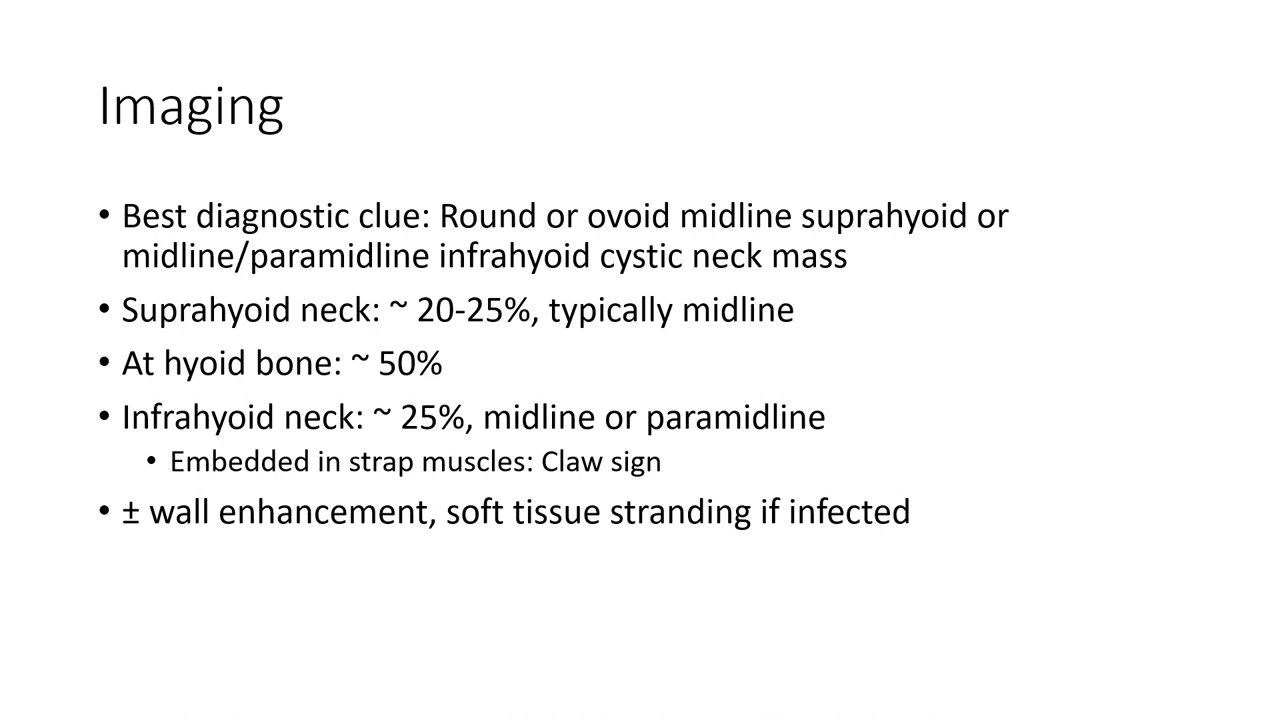 Imaging
• Best diagnostic clue: Round or ovoid midline suprahyoid or
midline/paramidline infrahyoid cystic neck mass
• Suprahyoid neck: ~ 20-25%, typically midline
• At hyoid bone: ~ 50%
• Infrahyoid neck: ~ 25%, midline or paramidline
• Embedded in strap muscles: Claw sign
• ± wall enhancement, soft tissue stranding if infected